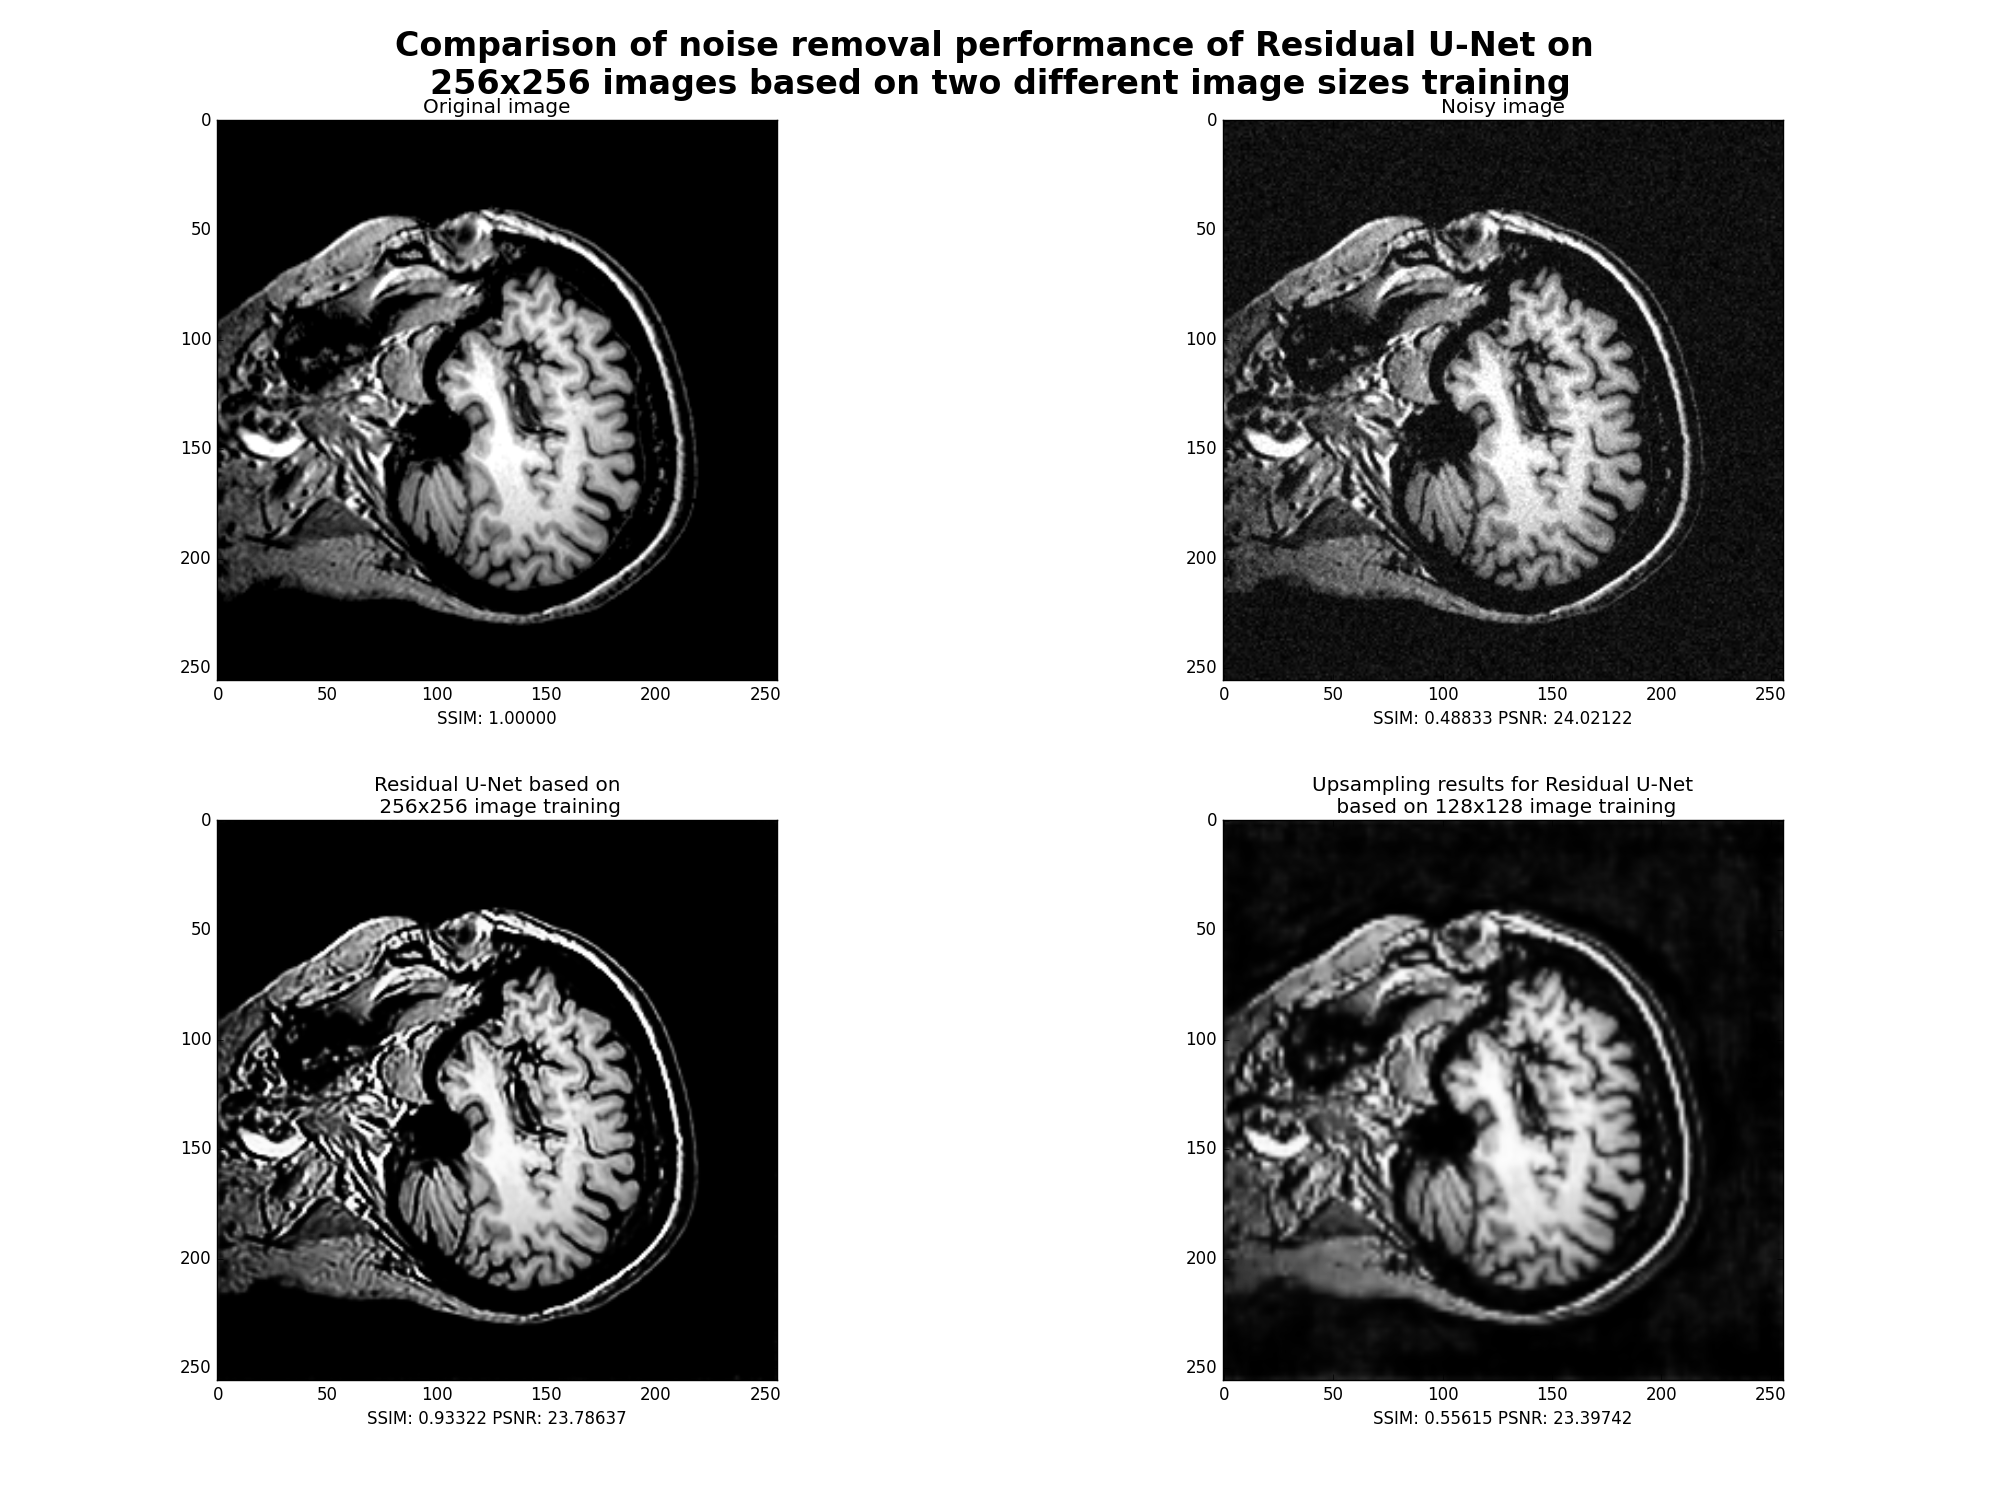 Comparison of noise removal performance of Residual U-Net on
256x256 images based on two different image sizes training
Original image
0
50
100
150
200
250
0 50 100 150 200 250
SSIM: 1.00000
Noisy image
0
50
100
150
200
250
0 50 100 150 200 250
SSIM: 0.48833 PSNR: 24.02122
Residual U-Net based on
256x256 image training
0
50
100
150
200
250
0 50 100 150 200 250
SSIM: 0.93322 PSNR: 23.78637
Upsampling results for Residual U-Net
based on 128x128 image training
0
50
100
150
200
250
0 50 100 150 200 250
SSIM: 0.55615 PSNR: 23.39742